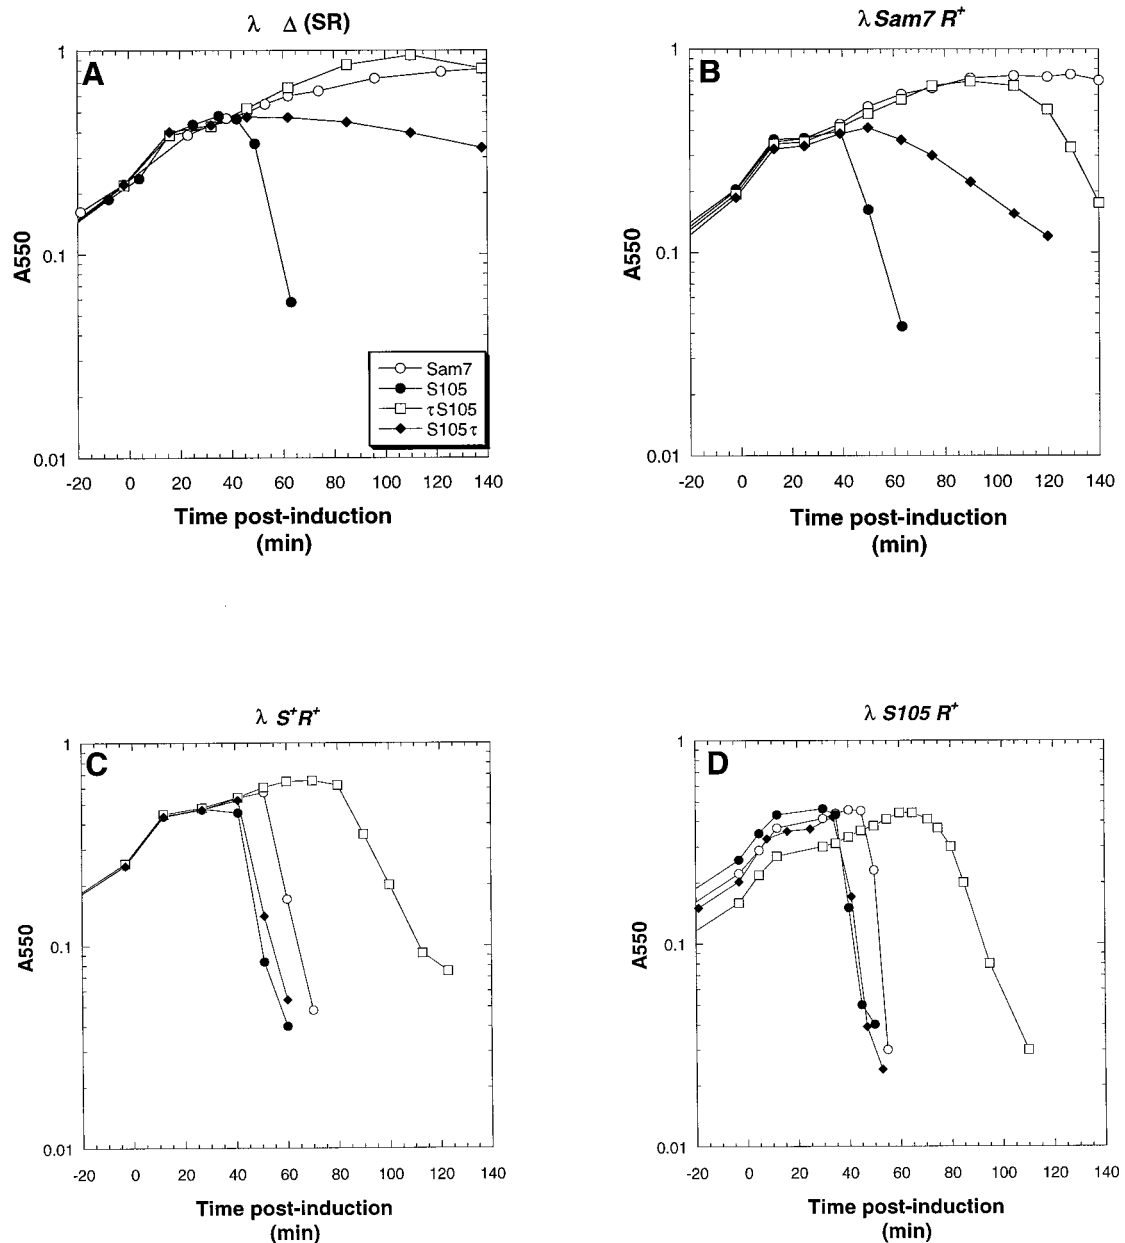 λ Δ (SR)
A
1
0.1
0.01
A550
Sam7
S105
τS105
S105τ
-20 0 20 40 60 80 100 120 140
Time post-induction
(min)
λ Sam7 R+
B
1
0.1
0.01
A550
-20 0 20 40 60 80 100 120 140
Time post-induction
(min)
λ S+R+
C
1
0.1
0.01
A550
-20 0 20 40 60 80 100 120 140
Time post-induction
(min)
λ S105 R+
D
1
0.1
0.01
A550
-20 0 20 40 60 80 100 120 140
Time post-induction
(min)